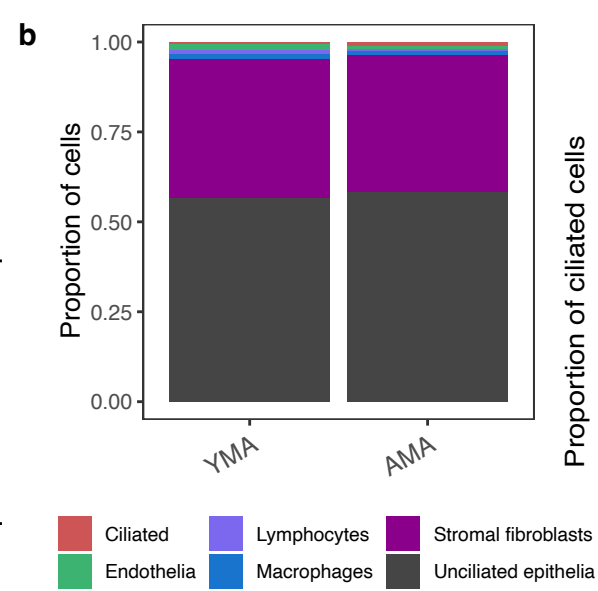 b
Proportion of cells
1.00
0.75
0.50
0.25
0.00
YMA
AMA
Proportion of ciliated cells
Ciliated
Lymphocytes
Stromal fibroblasts
Endothelia
Macrophages
Unciliated epithelia